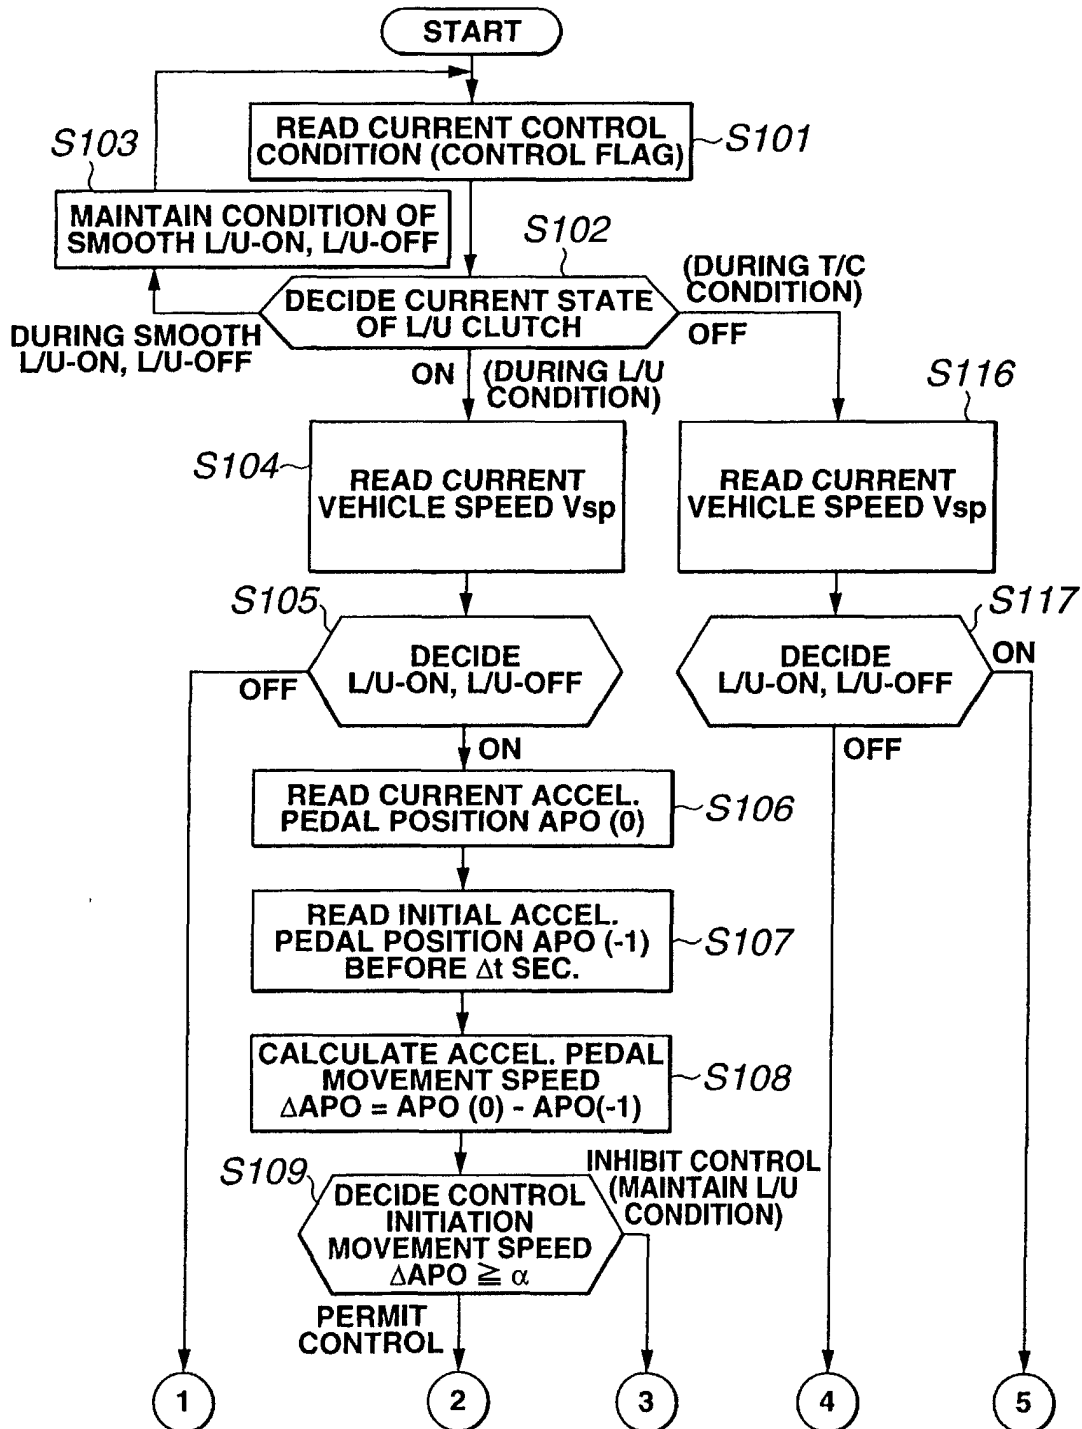 START
READ CURRENT CONTROL
CONDITION (CONTROL FLAG)
S101
S103
MAINTAIN CONDITION OF
SMOOTH L/U-ON, L/U-OFF
S102
DECIDE CURRENT STATE
OF L/U CLUTCH
(DURING T/C
CONDITION)
OFF
DURING SMOOTH
L/U-ON, L/U-OFF
ON
(DURING L/U
CONDITION)
S104
READ CURRENT
VEHICLE SPEED Vsp
S116
READ CURRENT
VEHICLE SPEED Vsp
S105
DECIDE
L/U-ON, L/U-OFF
OFF
ON
S117
DECIDE
L/U-ON, L/U-OFF
ON
OFF
READ CURRENT ACCEL.
PEDAL POSITION APO (0)
S106
READ INITIAL ACCEL.
PEDAL POSITION APO (-1)
BEFORE Δt SEC.
S107
CALCULATE ACCEL. PEDAL
MOVEMENT SPEED
ΔAPO = APO (0) - APO(-1)
S108
S109
DECIDE CONTROL
INITIATION
MOVEMENT SPEED
ΔAPO ≧ α
INHIBIT CONTROL
(MAINTAIN L/U
CONDITION)
PERMIT
CONTROL
1
2
3
4
5